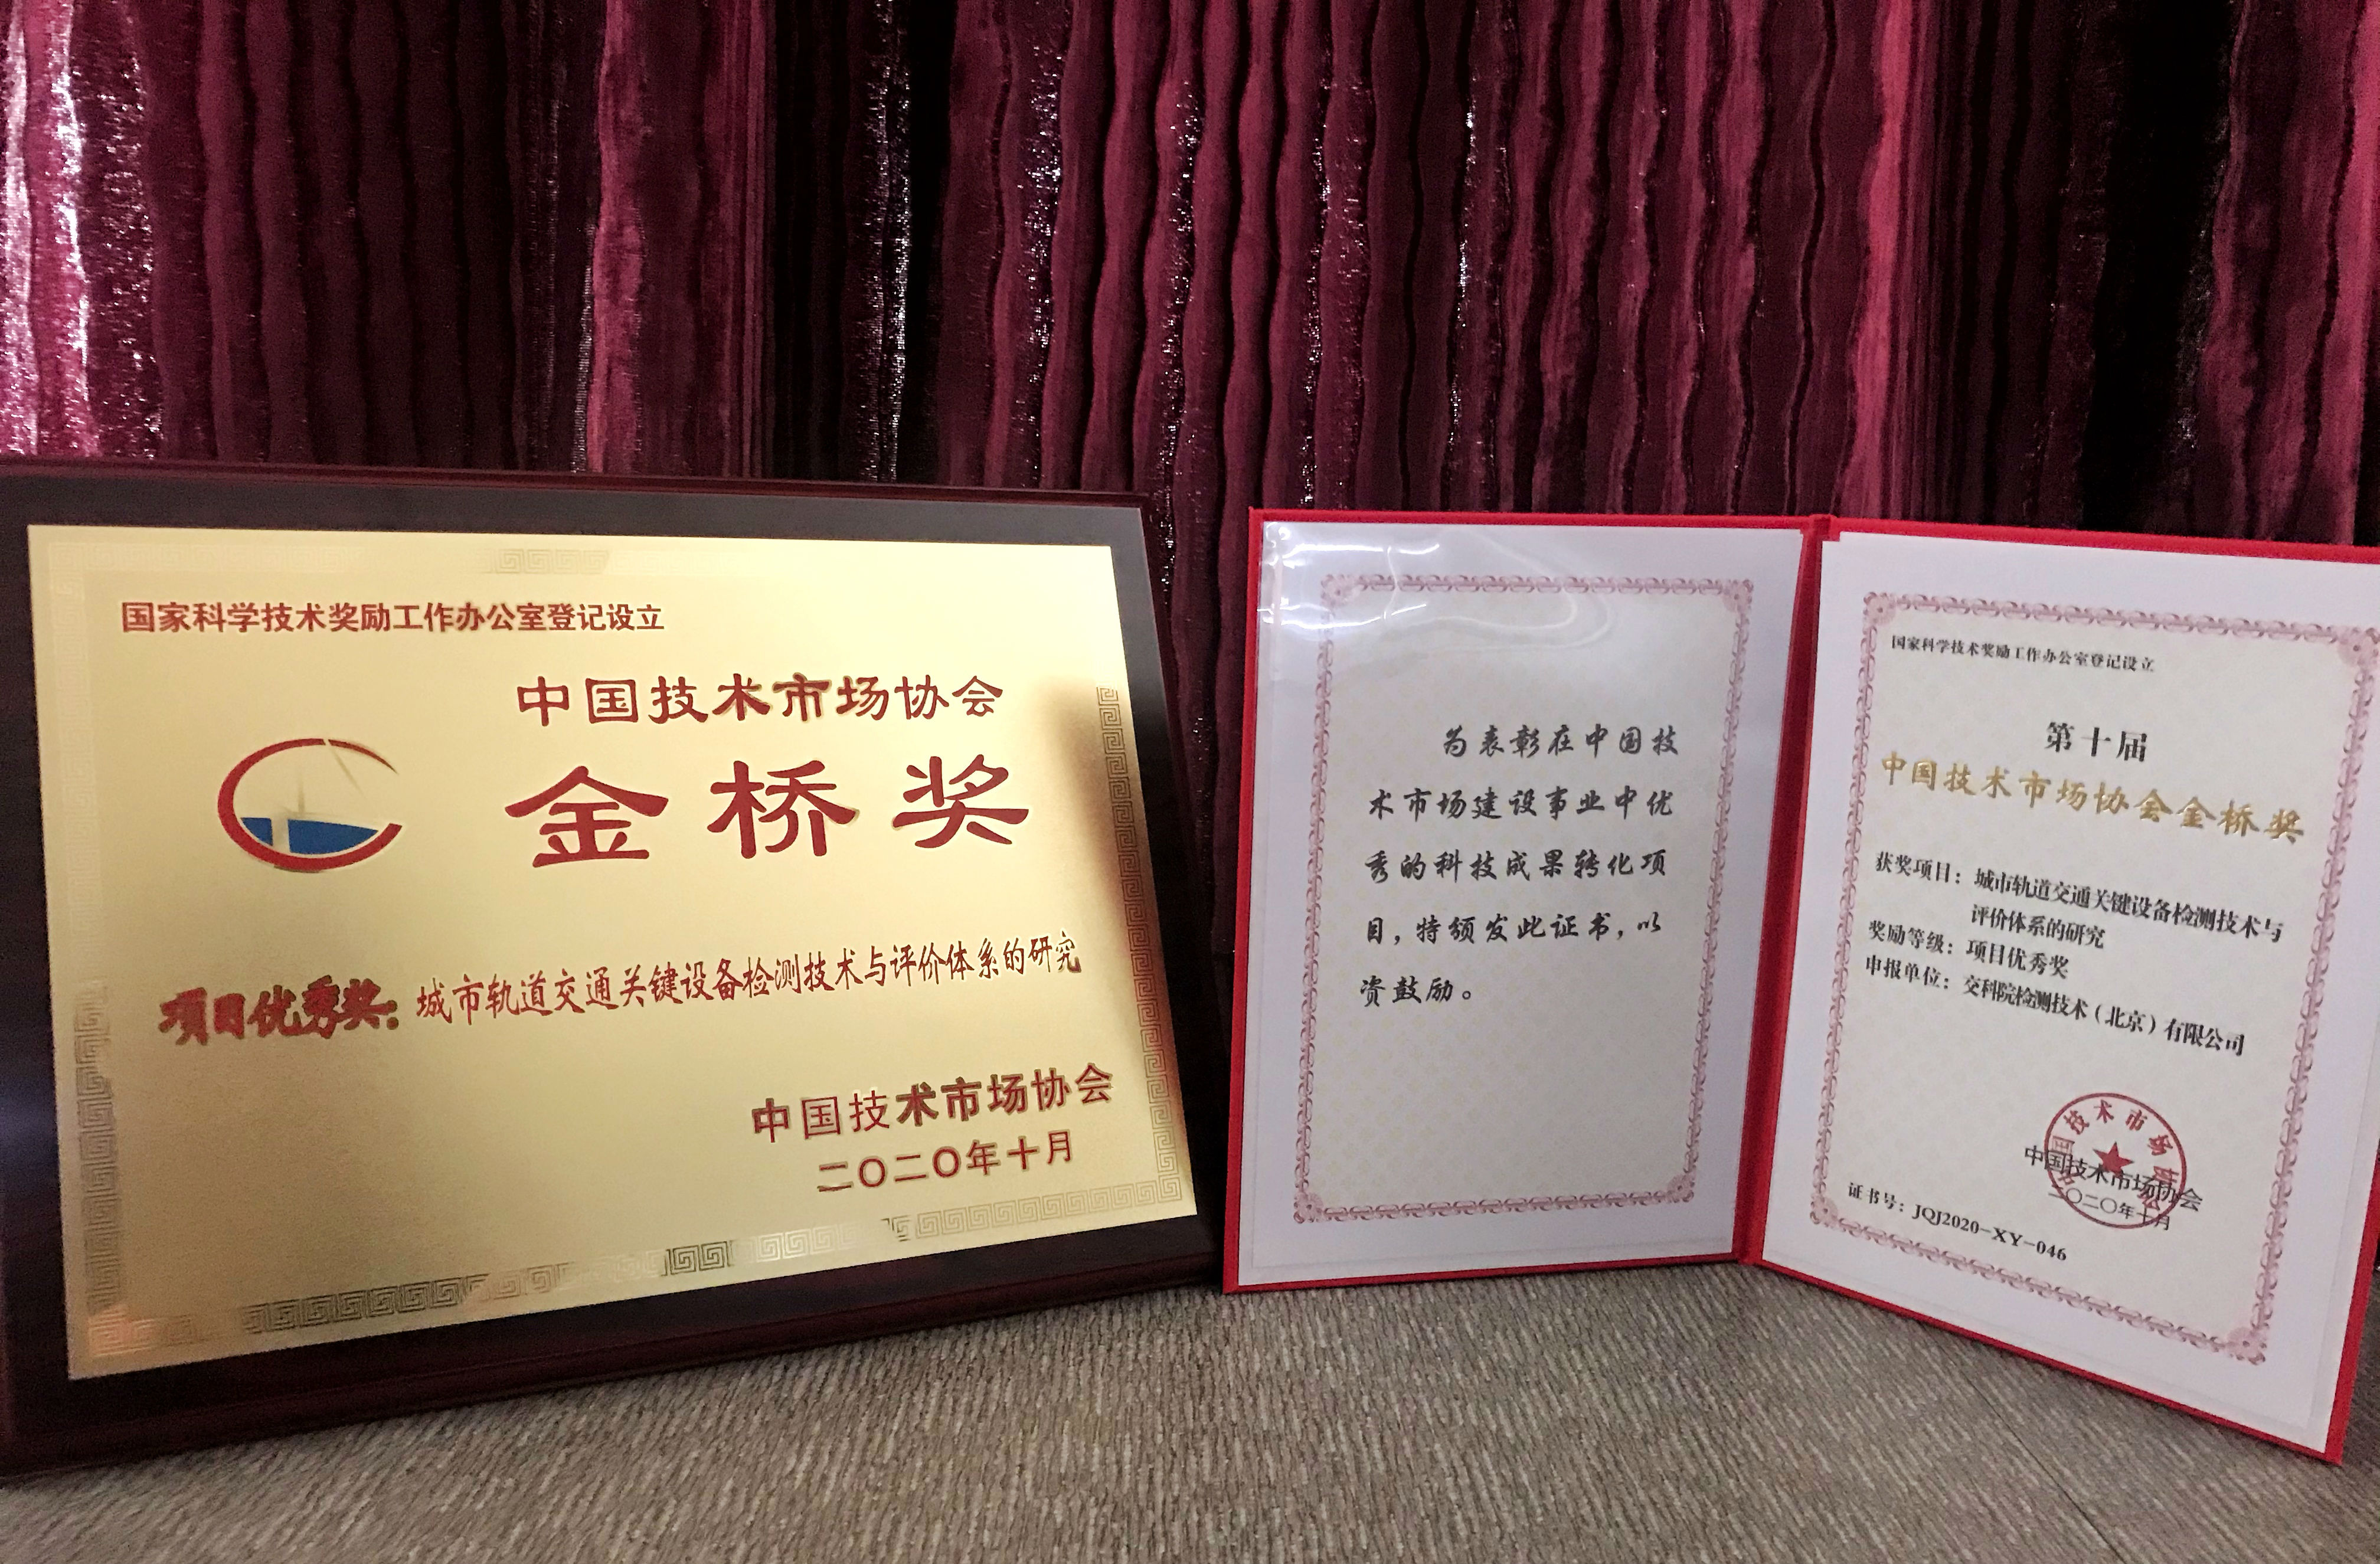 国家科学技术奖励工作办公室登记设立
中国技术市场协会
金桥奖
项目优秀奖：城市轨道交通关键设备检测技术与评价体系的研究
中国技术市场协会
二〇二〇年十月
为表彰在中国技
术市场建设事业中优
秀的科技成果转化项
目，特颁发此证书，以
资鼓励。
国家科学技术奖励工作办公室登记设立
第十届
中国技术市场协会金桥奖
获奖项目：城市轨道交通关键设备检测技术与
评价体系的研究
奖励等级：项目优秀奖
申报单位：交科院检测技术（北京）有限公司
中国技术市场协会
中国技术市场协会
二〇二〇年十月
证书号：JQJ2020-XY-046